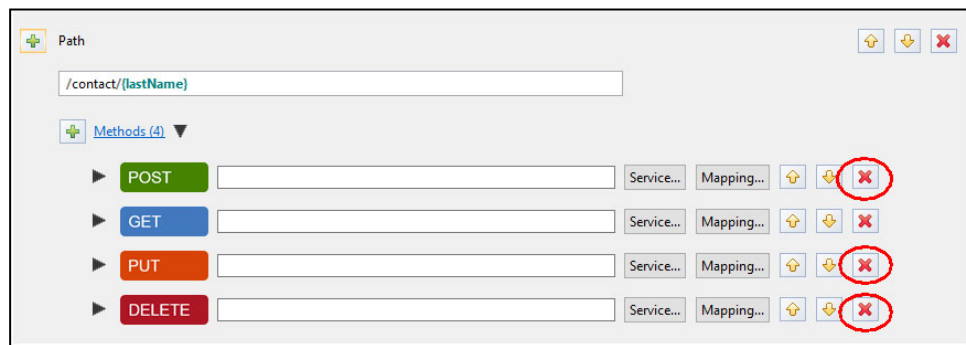 Path
/contact/{lastName}
Methods (4)
POST Service... Mapping...
GET Service... Mapping...
PUT Service... Mapping...
DELETE Service... Mapping...